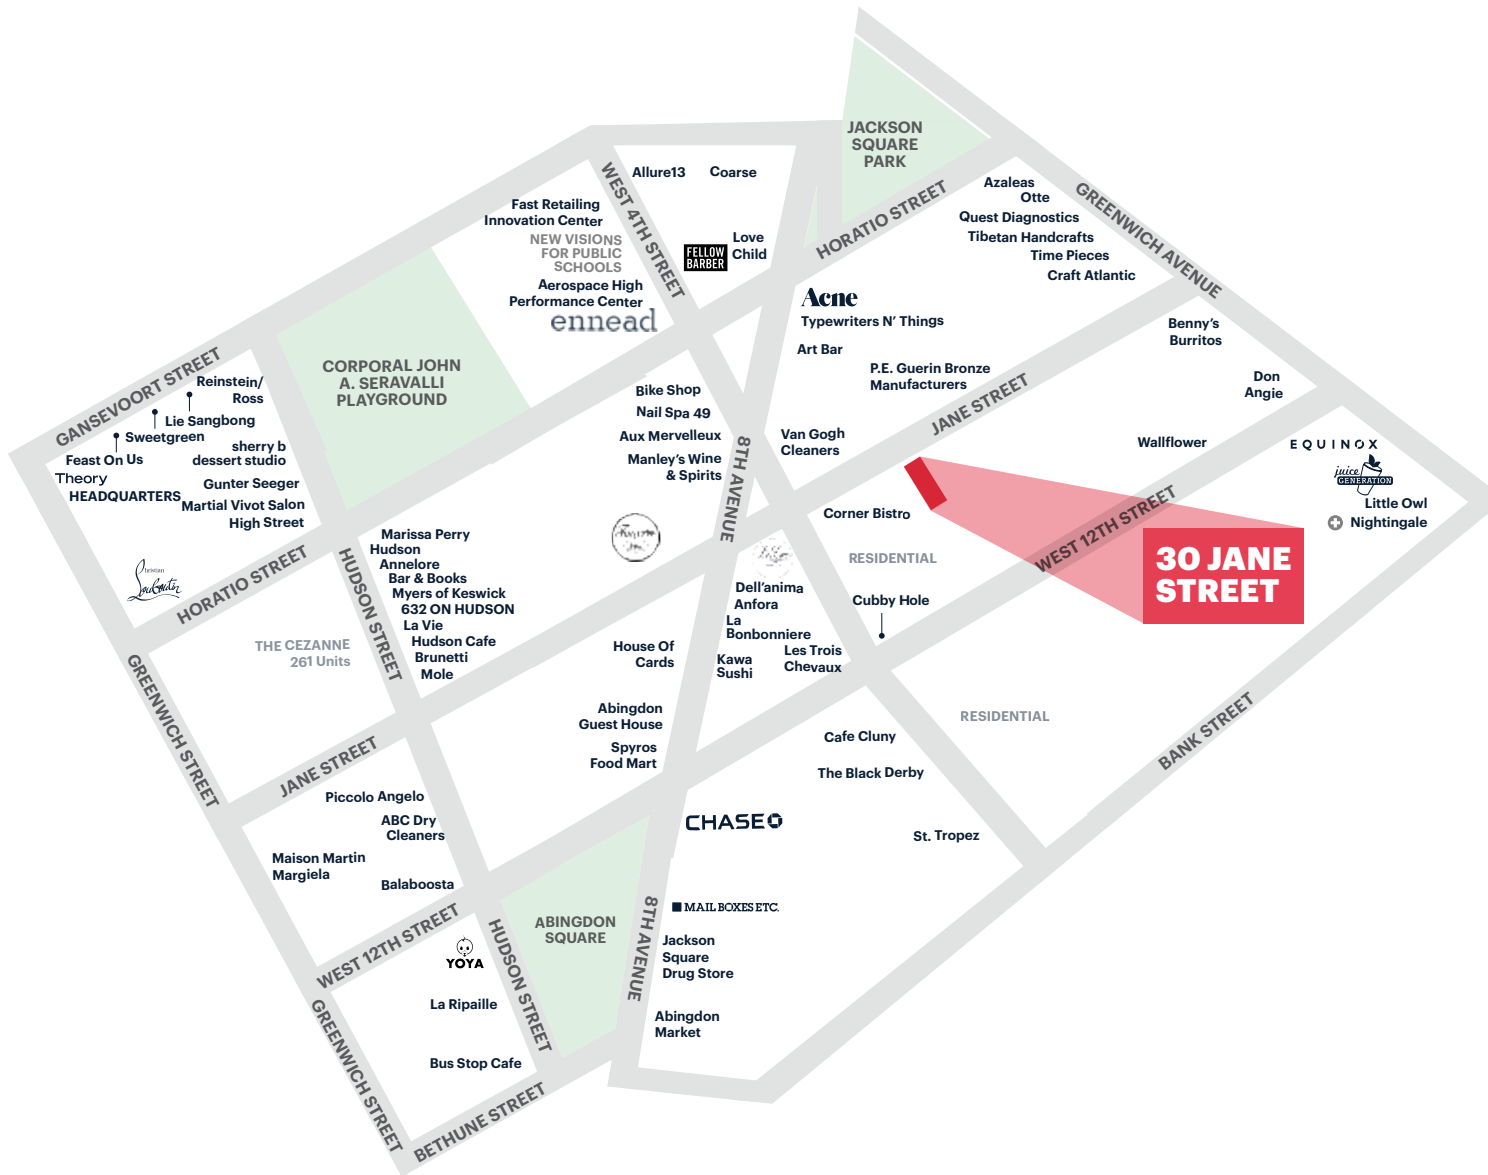 JACKSON
SQUARE
PARK
WEST 4TH STREET
Allure13
Coarse
Fast Retailing
Innovation Center
NEW VISIONS
FOR PUBLIC
SCHOOLS
Aerospace High
Performance Center
ennead
FELLOW
BARBER
Love
Child
HORATIO STREET
Azaleas
Otte
Quest Diagnostics
Tibetan Handcrafts
Time Pieces
Craft Atlantic
GREENWICH AVENUE
Acne
Typewriters N' Things
Art Bar
P.E. Guerin Bronze
Manufacturers
Van Gogh
Cleaners
JANE STREET
Benny's
Burritos
Don
Angie
Wallflower
EQUINOX
juice
GENERATION
Little Owl
Nightingale
GANSEVOORT STREET
Reinstein/
Ross
Lie Sangbong
Sweetgreen
Feast On Us
sherry b
dessert studio
Theory
HEADQUARTERS
Gunter Seeger
Martial Vivot Salon
High Street
Christian
Louboutin
CORPORAL JOHN
A. SERAVALLI
PLAYGROUND
Bike Shop
Nail Spa 49
Aux Mervelleux
Manley's Wine
& Spirits
8TH AVENUE
Corner Bistro
RESIDENTIAL
Cubby Hole
WEST 12TH STREET
30 JANE
STREET
HORATIO STREET
HUDSON STREET
Marissa Perry
Hudson
Annelore
Bar & Books
Myers of Keswick
632 ON HUDSON
La Vie
Hudson Cafe
Brunetti
Mole
THE CEZANNE
261 Units
GREENWICH STREET
Dell'anima
Anfora
La
Bonbonniere
Kawa
Sushi
Les Trois
Chevaux
House Of
Cards
Abingdon
Guest House
Spyros
Food Mart
RESIDENTIAL
BANK STREET
Cafe Cluny
The Black Derby
St. Tropez
CHASE
JANE STREET
Piccolo Angelo
ABC Dry
Cleaners
Maison Martin
Margiela
Balaboosta
WEST 12TH STREET
YOYA
HUDSON STREET
ABINGDON
SQUARE
8TH AVENUE
MAIL BOXES ETC.
Jackson
Square
Drug Store
Abingdon
Market
La Ripaille
Bus Stop Cafe
GREENWICH STREET
BETHUNE STREET